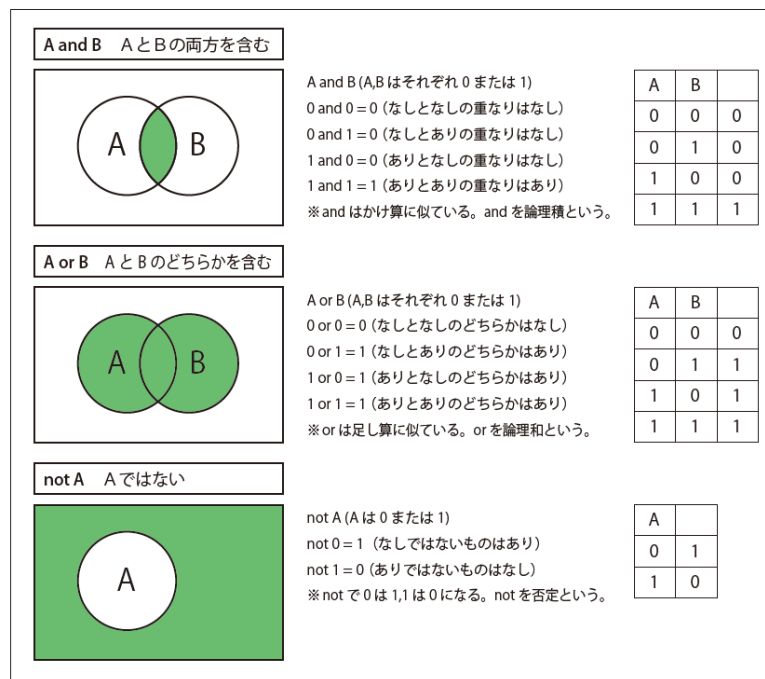 A and B　AとBの両方を含む
A B
A and B (A,B はそれぞれ 0 または 1)
0 and 0 = 0 (なしとなしの重なりはなし)
0 and 1 = 0 (なしとありの重なりはなし)
1 and 0 = 0 (ありとなしの重なりはなし)
1 and 1 = 1 (ありとありの重なりはあり)
※ and はかけ算に似ている。and を論理積という。
A B
0 0 0
0 1 0
1 0 0
1 1 1
A or B　AとBのどちらかを含む
A B
A or B (A,B はそれぞれ 0 または 1)
0 or 0 = 0 (なしとなしのどちらかはなし)
0 or 1 = 1 (なしとありのどちらかはあり)
1 or 0 = 1 (ありとなしのどちらかはあり)
1 or 1 = 1 (ありとありのどちらかはあり)
※ or は足し算に似ている。or を論理和という。
A B
0 0 0
0 1 1
1 0 1
1 1 1
not A　Aではない
A
not A (A は 0 または 1)
not 0 = 1 (なしではないものはあり)
not 1 = 0 (ありではないものはなし)
※ not で 0 は 1,1 は 0 になる。not を否定という。
A
0 1
1 0